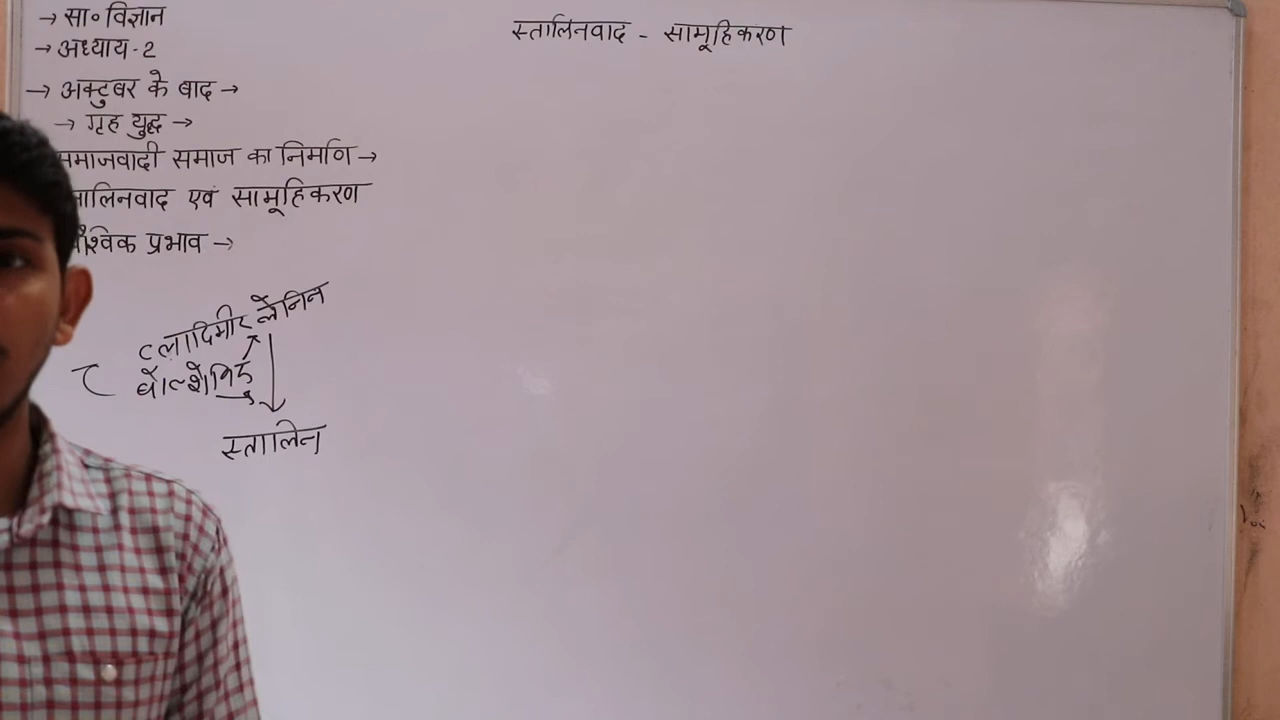 → सा॰ विज्ञान
→ अध्याय-2
→ अक्टुबर के बाद →
→ गृह युद्ध →
समाजवादी समाज का निर्माण →
तालिनवाद एवं सामूहिकरण
वैश्विक प्रभाव →
स्तालिनवाद - सामूहिकरण
व्लादिमीर लेनिन
बोल्शेविक
स्तालिन